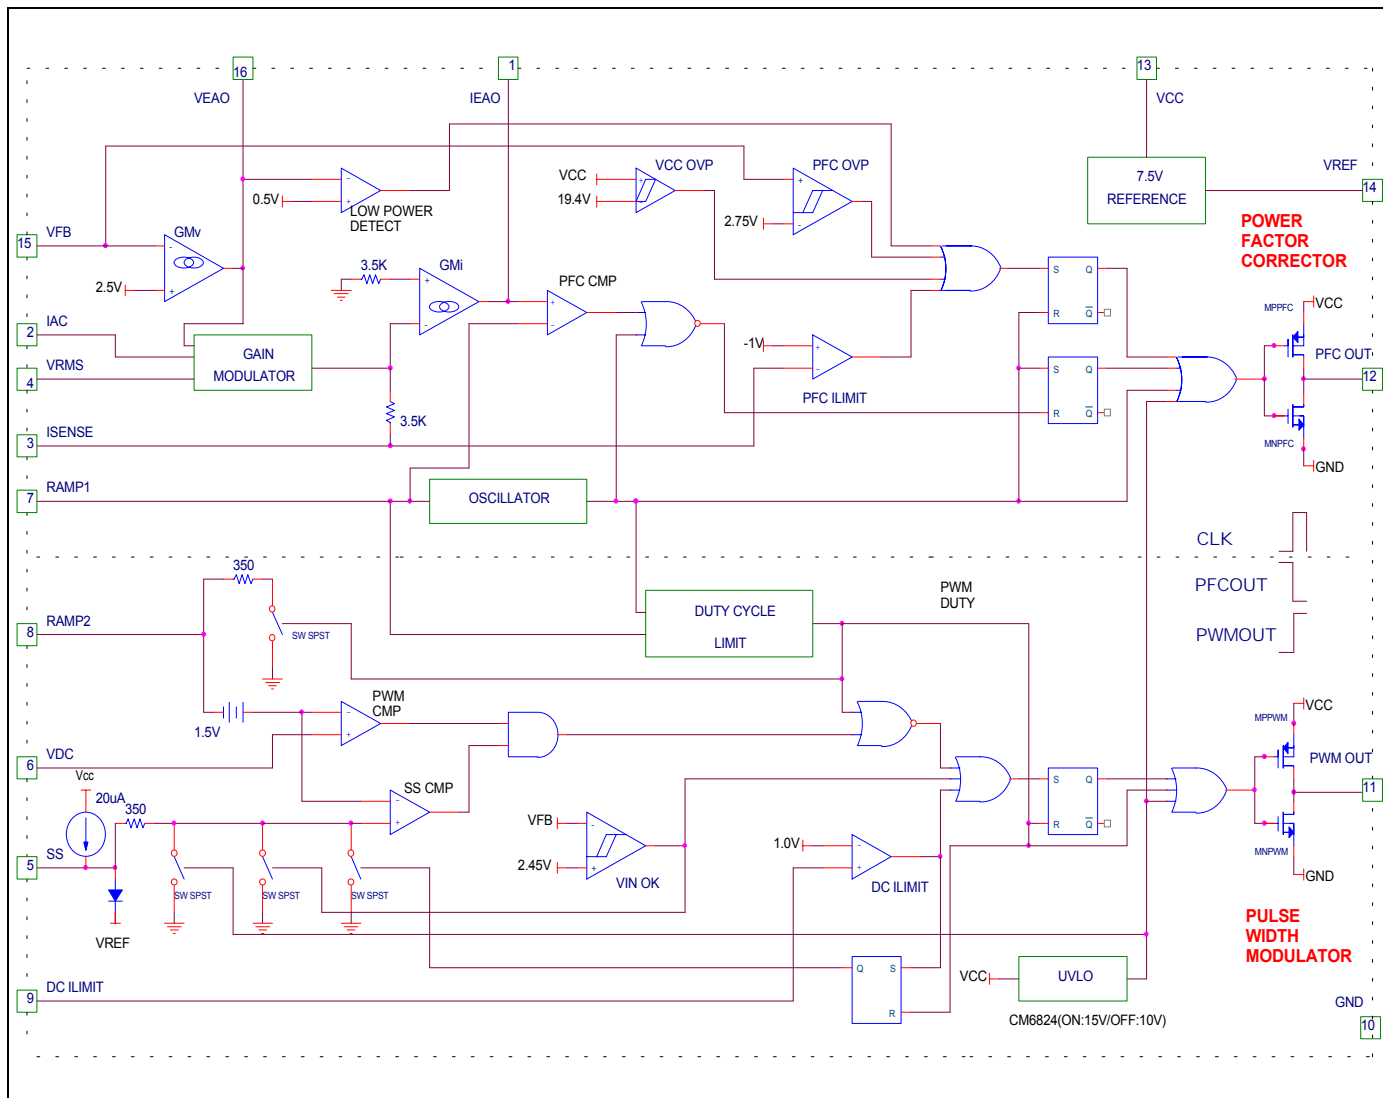 16
1
13
VEAO
IEAO
VCC
VCC OVP
PFC OVP
VCC
19.4V
0.5V
LOW POWER
DETECT
2.75V
7.5V
REFERENCE
VREF
14
POWER
FACTOR
CORRECTOR
15
VFB
GMv
-
+
2.5V
3.5K
GMi
PFC CMP
S
Q
R
Q
MPPFC
VCC
2
IAC
GAIN
MODULATOR
4
VRMS
-1V
PFC ILIMIT
S
Q
R
Q
PFC OUT
12
3.5K
3
ISENSE
MNPFC
GND
7
RAMP1
OSCILLATOR
CLK
350
PWM
DUTY
PFCOUT
8
RAMP2
SW SPST
DUTY CYCLE
LIMIT
PWMOUT
PWM
CMP
1.5V
MPPWM
VCC
6
VDC
Vcc
20uA
350
SS CMP
S
Q
R
Q
PWM OUT
11
VFB
2.45V
VIN OK
1.0V
DC ILIMIT
MNPWM
GND
5
SS
SW SPST
SW SPST
SW SPST
VREF
PULSE
WIDTH
MODULATOR
Q
S
R
VCC
UVLO
9
DC ILIMIT
CM6824(ON:15V/OFF:10V)
GND
10